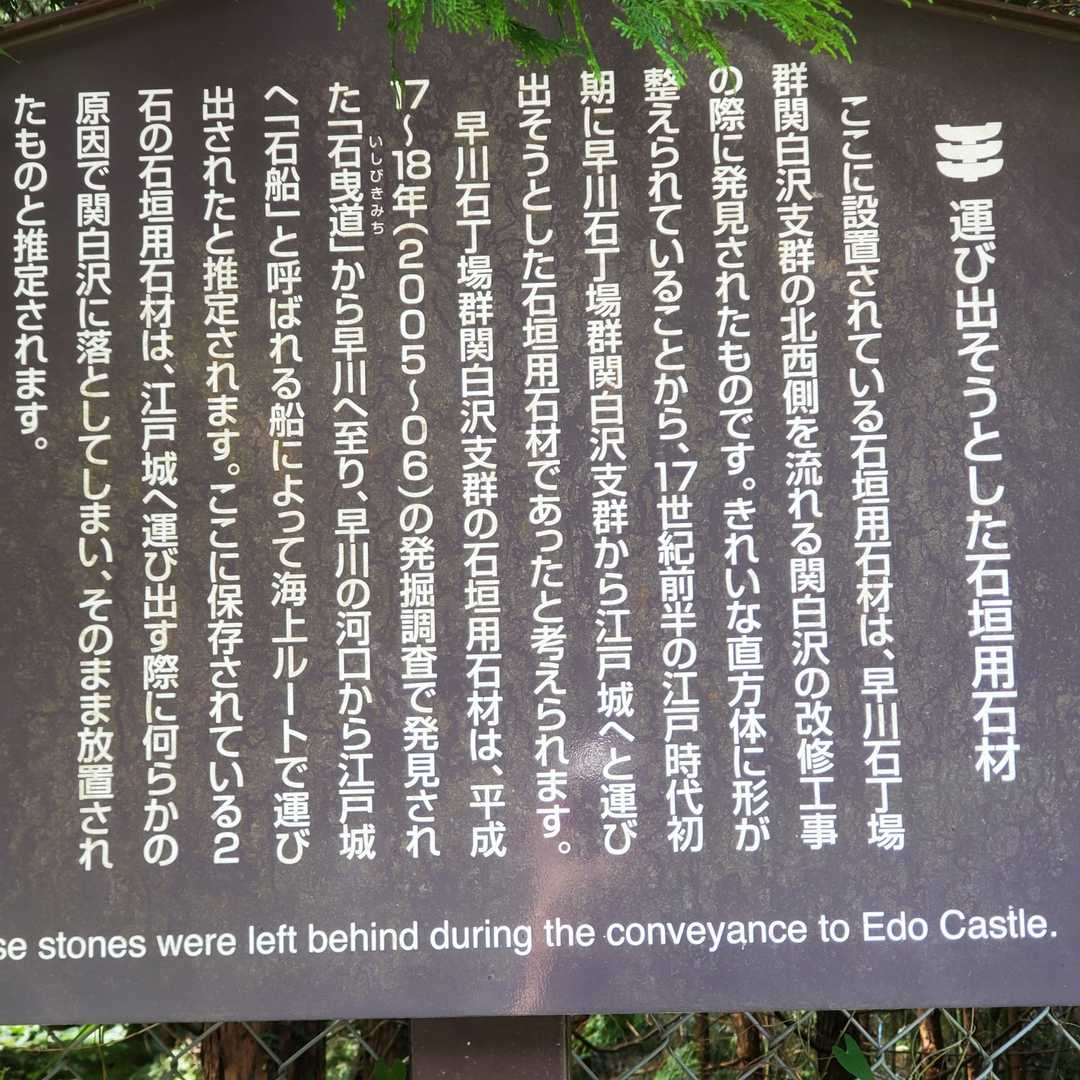 運び出そうとした石垣用石材
ここに設置されている石垣用石材は、早川石丁場
群関白沢支群の北西側を流れる関白沢の改修工事
の際に発見されたものです。きれいな直方体に形が
整えられていることから、17世紀前半の江戸時代初
期に早川石丁場群関白沢支群から江戸城へと運び
出そうとした石垣用石材であったと考えられます。
早川石丁場群関白沢支群の石垣用石材は、平成
17〜18年(2005〜06)の発掘調査で発見され
た「石曳道」から早川へ至り、早川の河口から江戸城
いしびきみち
へ「石船」と呼ばれる船によって海上ルートで運び
出されたと推定されます。ここに保存されている2
石の石垣用石材は、江戸城へ運び出す際に何らかの
原因で関白沢に落としてしまい、そのまま放置され
たものと推定されます。
se stones were left behind during the conveyance to Edo Castle.